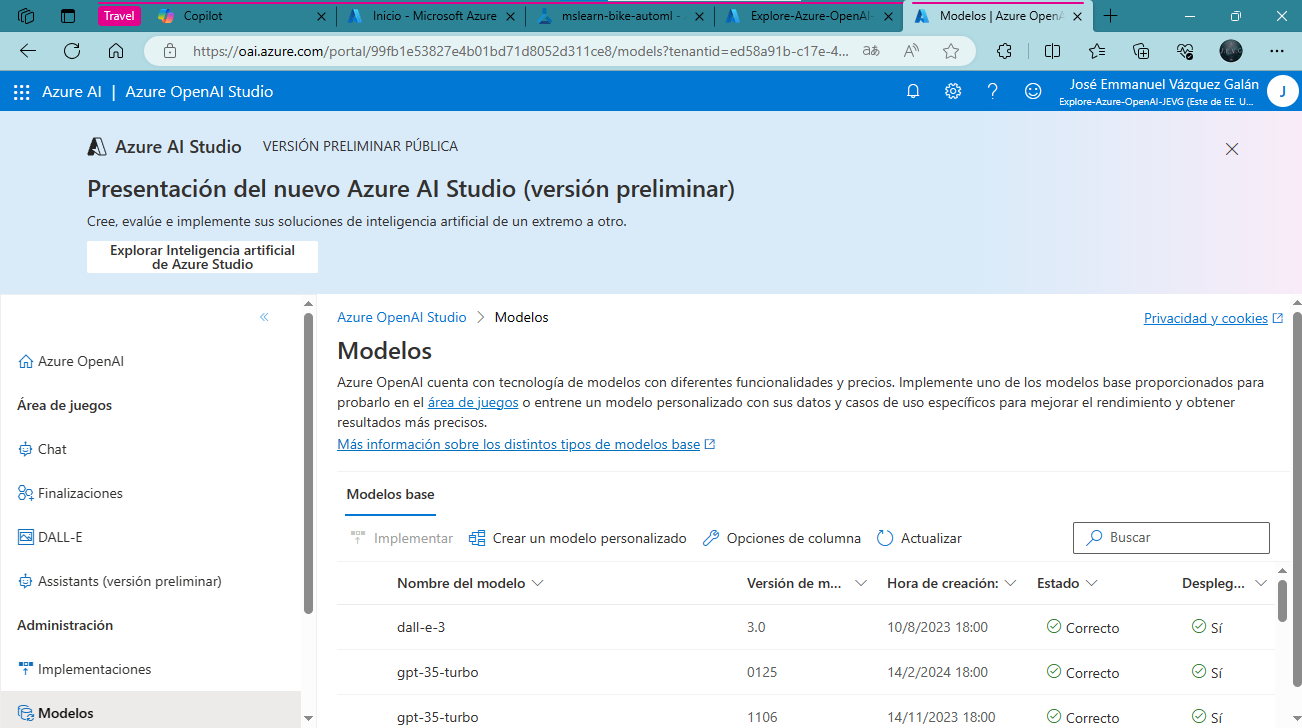 Travel
Copilot
Inicio - Microsoft Azure
mslearn-bike-automl -
Explore-Azure-OpenAI-
Modelos | Azure OpenA
https://oai.azure.com/portal/99fb1e53827e4b01bd71d8052d311ce8/models?tenantid=ed58a91b-c17e-4...
Azure AI | Azure OpenAI Studio
José Emmanuel Vázquez Galán
Explore-Azure-OpenAI-JEVG (Este de EE. U...
J
Azure AI Studio VERSIÓN PRELIMINAR PÚBLICA
Presentación del nuevo Azure AI Studio (versión preliminar)
Cree, evalúe e implemente sus soluciones de inteligencia artificial de un extremo a otro.
Explorar Inteligencia artificial
de Azure Studio
Azure OpenAI
Área de juegos
Chat
Finalizaciones
DALL-E
Assistants (versión preliminar)
Administración
Implementaciones
Modelos
Azure OpenAI Studio > Modelos
Privacidad y cookies
Modelos
Azure OpenAI cuenta con tecnología de modelos con diferentes funcionalidades y precios. Implemente uno de los modelos base proporcionados para
probarlo en el área de juegos o entrene un modelo personalizado con sus datos y casos de uso específicos para mejorar el rendimiento y obtener
resultados más precisos.
Más información sobre los distintos tipos de modelos base
Modelos base
Implementar Crear un modelo personalizado Opciones de columna Actualizar Buscar
Nombre del modelo Versión de m... Hora de creación: Estado Despleg...
dall-e-3 3.0 10/8/2023 18:00 Correcto Sí
gpt-35-turbo 0125 14/2/2024 18:00 Correcto Sí
gpt-35-turbo 1106 14/11/2023 18:00 Correcto Sí